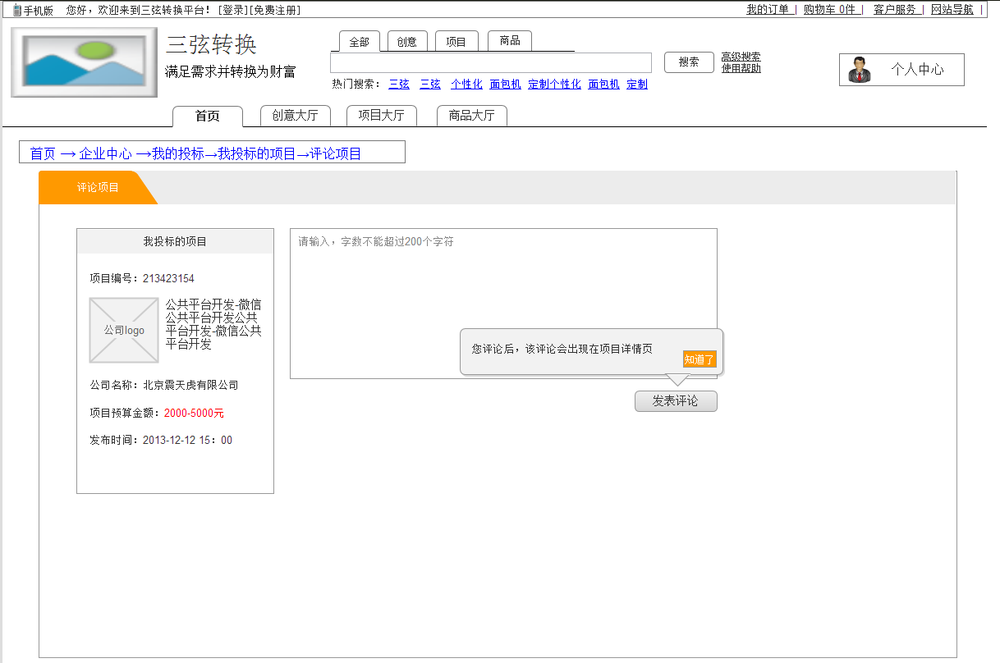 手机版 您好，欢迎来到三弦转换平台！[登录][免费注册] 我的订单 | 购物车 0件 | 客户服务 | 网站导航 |
三弦转换
满足需求并转换为财富
全部 创意 项目 商品
搜索
高级搜索
使用帮助
个人中心
热门搜索： 三弦 三弦 个性化 面包机 定制个性化 面包机 定制
首页 创意大厅 项目大厅 商品大厅
首页 → 企业中心 →我的投标→我投标的项目→评论项目
评论项目
我投标的项目
项目编号：213423154
公司logo
公共平台开发-微信
公共平台开发公共
平台开发-微信公共
平台开发
公司名称：北京震天虎有限公司
项目预算金额：2000-5000元
发布时间：2013-12-12 15：00
请输入，字数不能超过200个字符
您评论后，该评论会出现在项目详情页
知道了
发表评论